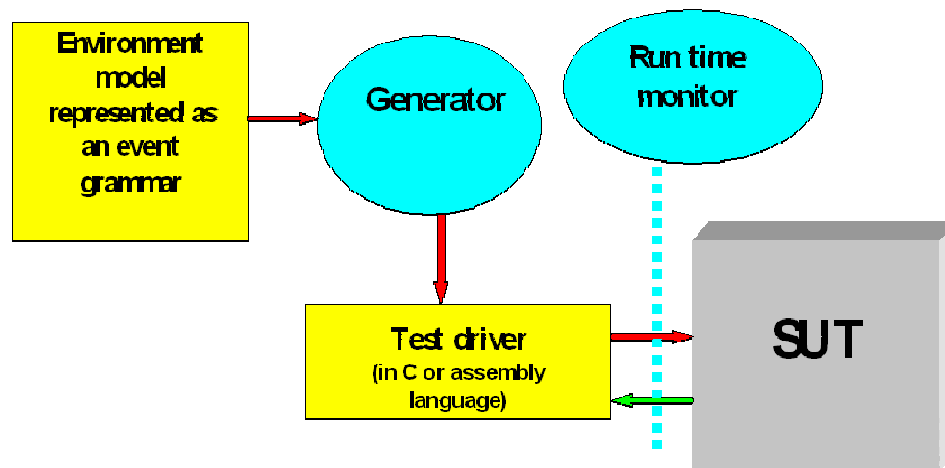 Environment
model
represented as
an event
grammar
Generator
Run time
monitor
Test driver
(in C or assembly
language)
SUT